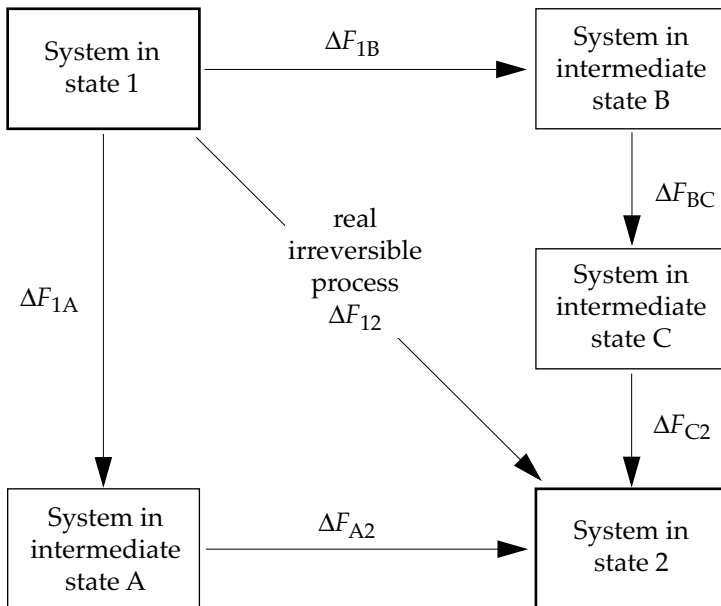 System in
state 1
ΔF1B
System in
intermediate
state B
ΔFBC
real
irreversible
process
ΔF12
ΔF1A
System in
intermediate
state C
ΔFC2
System in
intermediate
state A
ΔFA2
System in
state 2